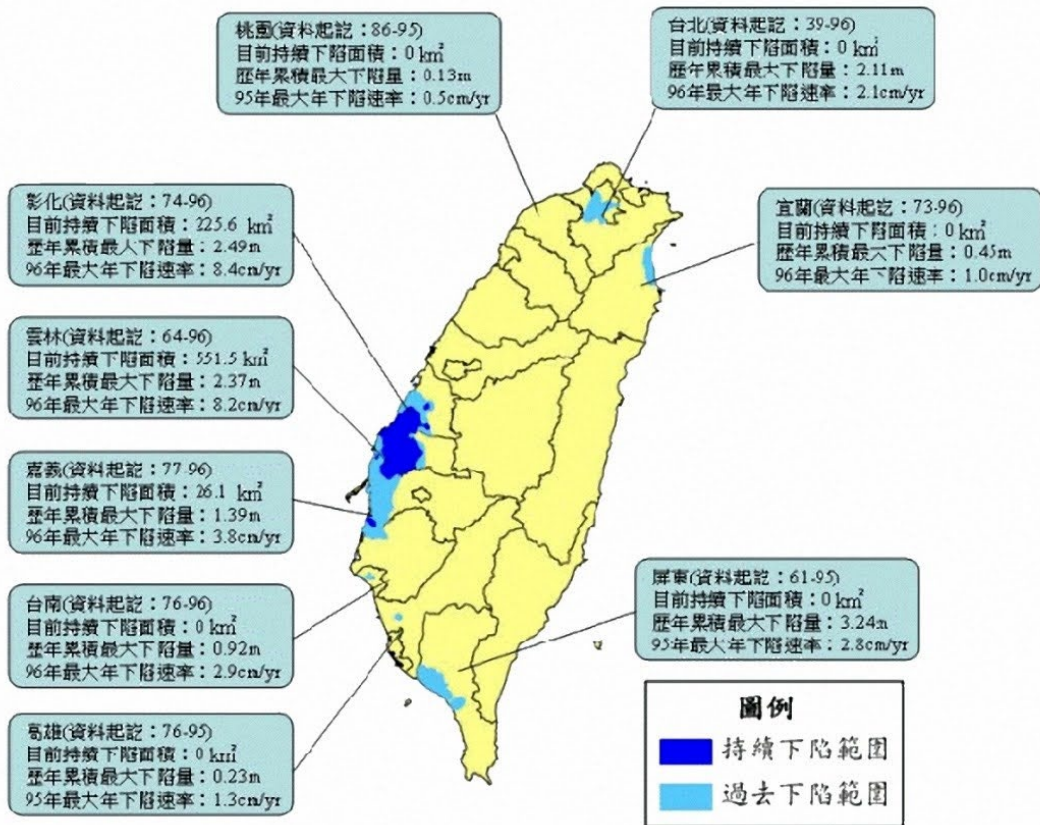 桃園(資料起訖：86-95)
目前持續下陷面積：0 km²
歷年累積最大下陷量：0.13m
95年最大年下陷速率：0.5cm/yr
台北(資料起訖：39-96)
目前持續下陷面積：0 km²
歷年累積最大下陷量：2.11m
96年最大年下陷速率：2.1cm/yr
彰化(資料起訖：74-96)
目前持續下陷面積：225.6 km²
歷年累積最大下陷量：2.49m
96年最大年下陷速率：8.4cm/yr
宜蘭(資料起訖：73-96)
目前持續下陷面積：0 km²
歷年累積最大下陷量：0.45m
96年最大年下陷速率：1.0cm/yr
雲林(資料起訖：64-96)
目前持續下陷面積：551.5 km²
歷年累積最大下陷量：2.37m
96年最大年下陷速率：8.2cm/yr
嘉義(資料起訖：77-96)
目前持續下陷面積：26.1 km²
歷年累積最大下陷量：1.39m
96年最大年下陷速率：3.8cm/yr
台南(資料起訖：76-96)
目前持續下陷面積：0 km²
歷年累積最大下陷量：0.92m
96年最大年下陷速率：2.9cm/yr
屏東(資料起訖：61-95)
目前持續下陷面積：0 km²
歷年累積最大下陷量：3.24m
95年最大年下陷速率：2.8cm/yr
高雄(資料起訖：76-95)
目前持續下陷面積：0 km²
歷年累積最大下陷量：0.23m
95年最大年下陷速率：1.3cm/yr
圖例
持續下陷範圍
過去下陷範圍